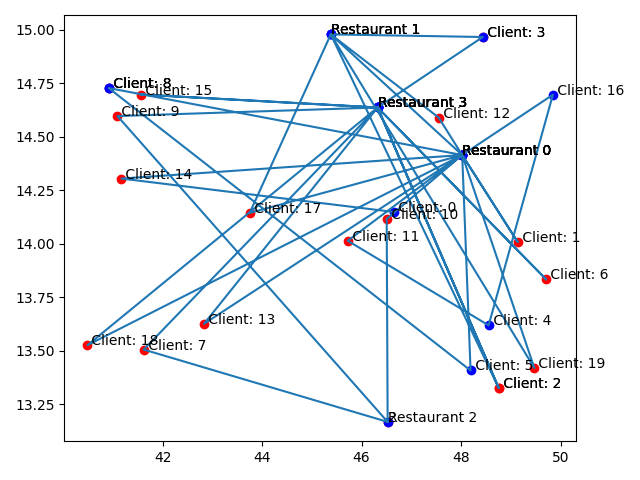 15.00
14.75
14.50
14.25
14.00
13.75
13.50
13.25
Restaurant 1
Client: 3
Client: 8
Client: 15
Client: 16
Restaurant 3
Client: 9
Client: 12
Restaurant 0
Client: 14
Client: 17
Client: 0
Client: 10
Client: 11
Client: 1
Client: 6
Client: 13
Client: 4
Client: 18
Client: 7
Client: 5
Client: 19
Client: 2
Restaurant 2
42 44 46 48 50